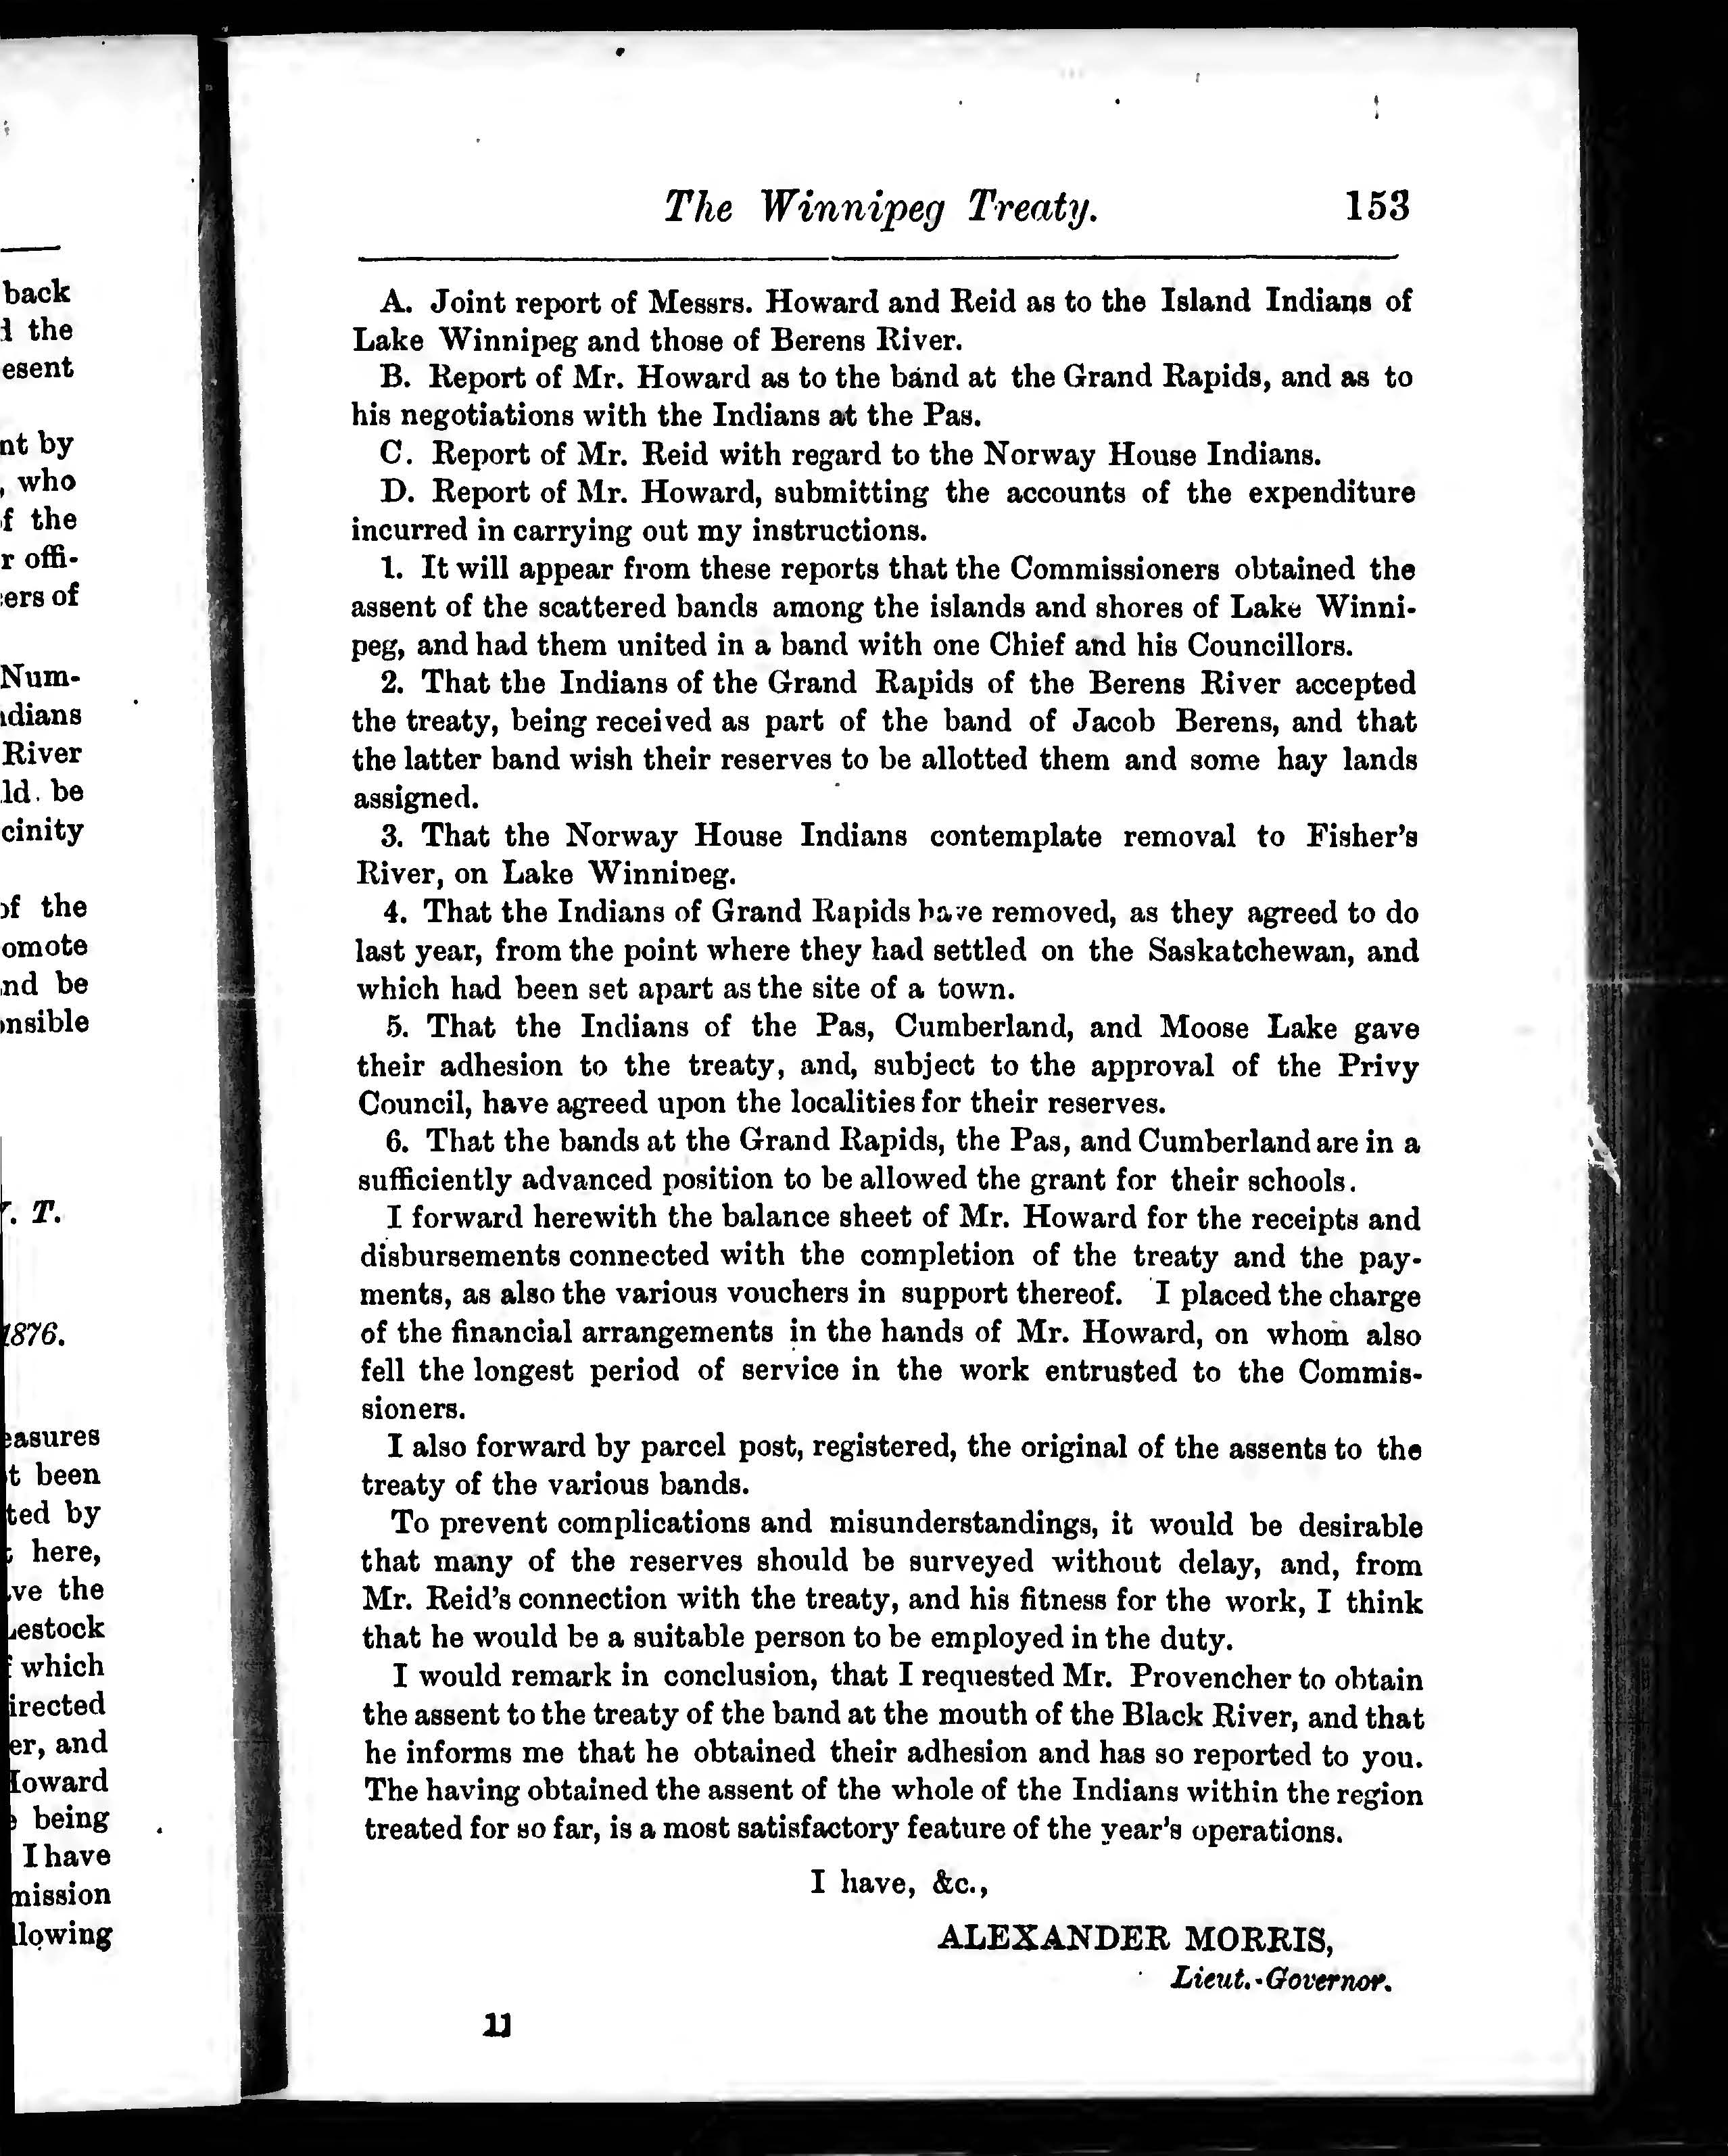 back
the
esent
nt by
, who
f the
r offi-
ers of
Num-
dians
River
ld be
cinity
of the
omote
nd be
nsible
. T.
1876.
easures
t been
ted by
here,
ve the
estock
which
irected
er, and
Howard
being
I have
mission
llowing
The Winnipeg Treaty. 153
A. Joint report of Messrs. Howard and Reid as to the Island Indians of
Lake Winnipeg and those of Berens River.
B. Report of Mr. Howard as to the band at the Grand Rapids, and as to
his negotiations with the Indians at the Pas.
C. Report of Mr. Reid with regard to the Norway House Indians.
D. Report of Mr. Howard, submitting the accounts of the expenditure
incurred in carrying out my instructions.
1. It will appear from these reports that the Commissioners obtained the
assent of the scattered bands among the islands and shores of Lake Winni-
peg, and had them united in a band with one Chief and his Councillors.
2. That the Indians of the Grand Rapids of the Berens River accepted
the treaty, being received as part of the band of Jacob Berens, and that
the latter band wish their reserves to be allotted them and some hay lands
assigned.
3. That the Norway House Indians contemplate removal to Fisher's
River, on Lake Winnipeg.
4. That the Indians of Grand Rapids have removed, as they agreed to do
last year, from the point where they had settled on the Saskatchewan, and
which had been set apart as the site of a town.
5. That the Indians of the Pas, Cumberland, and Moose Lake gave
their adhesion to the treaty, and, subject to the approval of the Privy
Council, have agreed upon the localities for their reserves.
6. That the bands at the Grand Rapids, the Pas, and Cumberland are in a
sufficiently advanced position to be allowed the grant for their schools.
I forward herewith the balance sheet of Mr. Howard for the receipts and
disbursements connected with the completion of the treaty and the pay-
ments, as also the various vouchers in support thereof. I placed the charge
of the financial arrangements in the hands of Mr. Howard, on whom also
fell the longest period of service in the work entrusted to the Commis-
sioners.
I also forward by parcel post, registered, the original of the assents to the
treaty of the various bands.
To prevent complications and misunderstandings, it would be desirable
that many of the reserves should be surveyed without delay, and, from
Mr. Reid's connection with the treaty, and his fitness for the work, I think
that he would be a suitable person to be employed in the duty.
I would remark in conclusion, that I requested Mr. Provencher to obtain
the assent to the treaty of the band at the mouth of the Black River, and that
he informs me that he obtained their adhesion and has so reported to you.
The having obtained the assent of the whole of the Indians within the region
treated for so far, is a most satisfactory feature of the year's operations.
I have, &c.,
ALEXANDER MORRIS,
Lieut.-Governor.
11